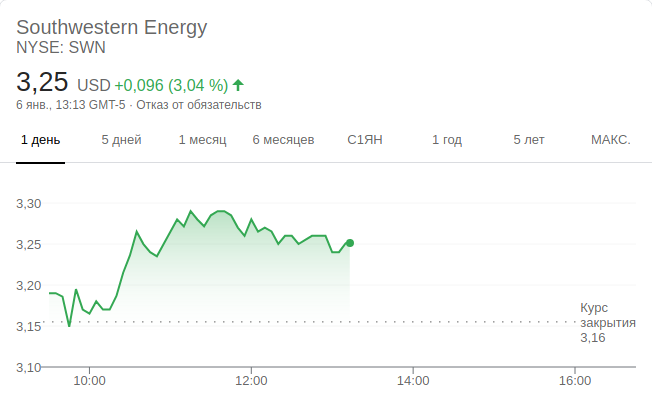 Southwestern Energy
NYSE: SWN
3,25 USD +0,096 (3,04 %)
6 янв., 13:13 GMT-5 · Отказ от обязательств
1 день 5 дней 1 месяц 6 месяцев С1ЯН 1 год 5 лет МАКС.
3,30
3,25
3,20
3,15
3,10
Курс
закрытия
3,16
10:00 12:00 14:00 16:00